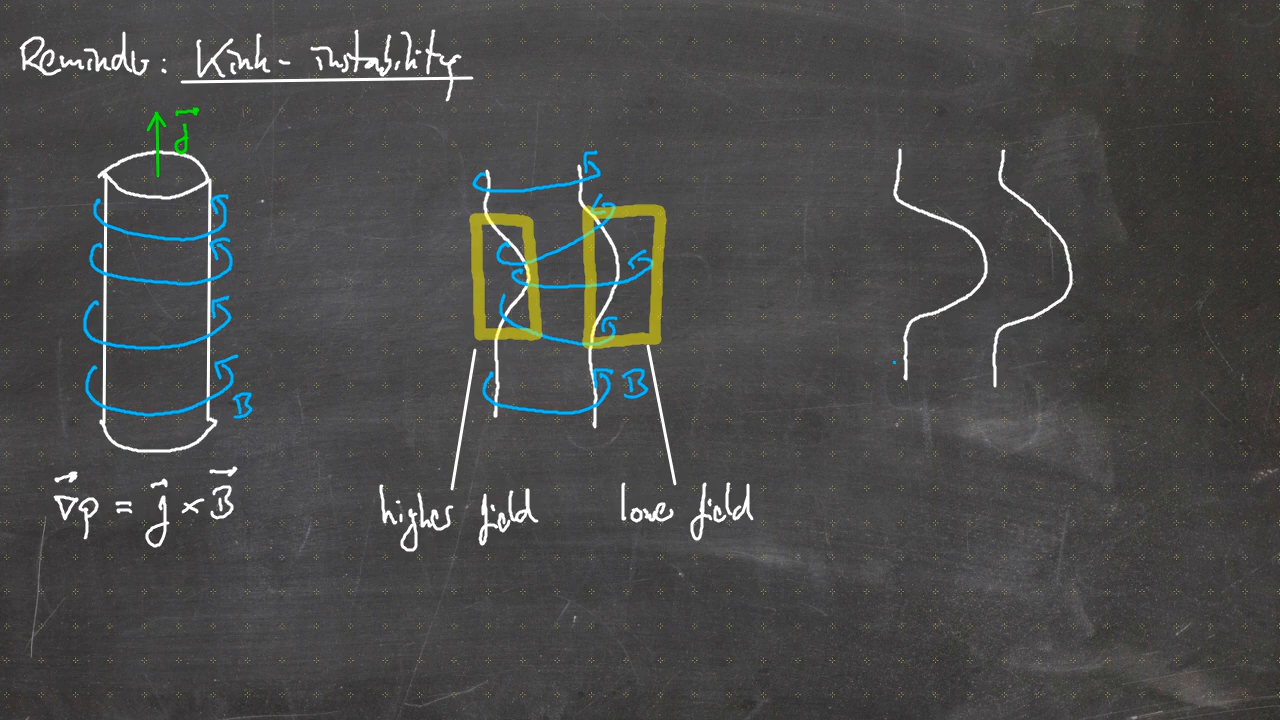 Reminder: Kink-instability
j⃗
B
B
∇⃗p = j⃗ × B⃗
higher field
lower field